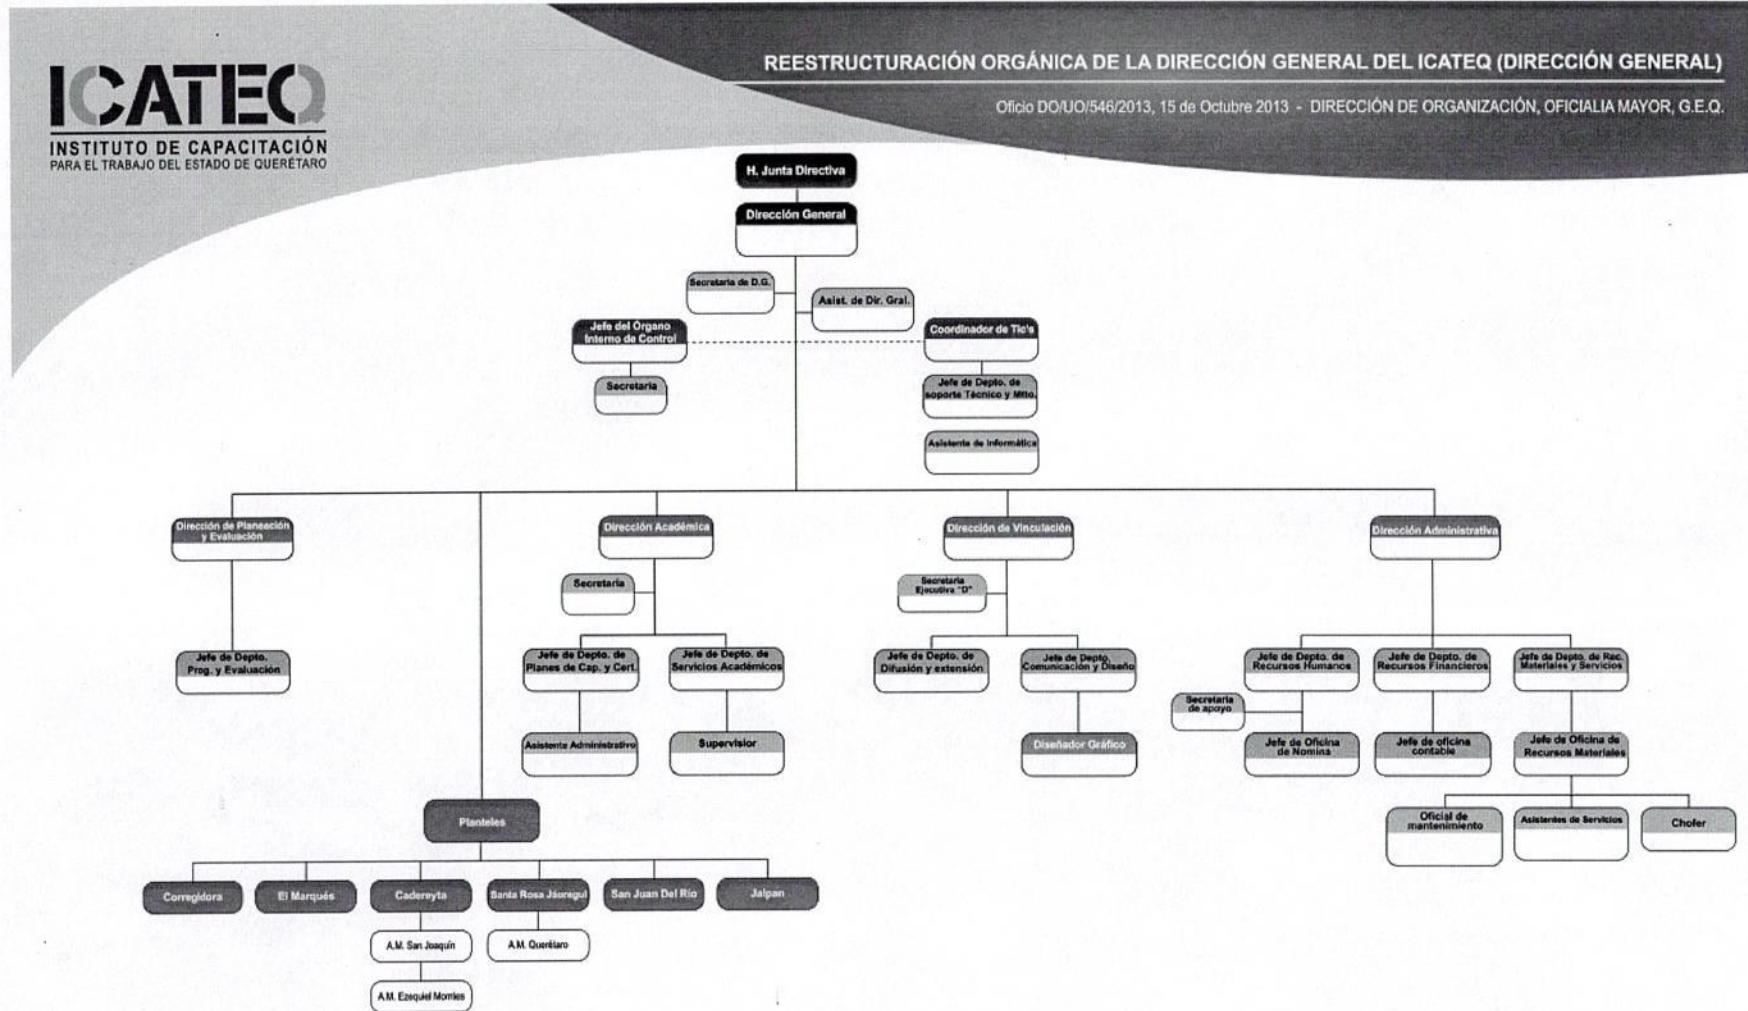 ICATEQ
INSTITUTO DE CAPACITACIÓN
PARA EL TRABAJO DEL ESTADO DE QUERÉTARO
REESTRUCTURACIÓN ORGÁNICA DE LA DIRECCIÓN GENERAL DEL ICATEQ (DIRECCIÓN GENERAL)
Oficio DO/UO/546/2013, 15 de Octubre 2013 - DIRECCIÓN DE ORGANIZACIÓN, OFICIALIA MAYOR, G.E.Q.
H. Junta Directiva
Dirección General
Secretaria de D.G.
Asist. de Dir. Gral.
Jefe del Órgano
Interno de Control
Coordinador de Tic's
Secretaria
Jefe de Depto. de
soporte Técnico y Mtto.
Asistente de Informática
Dirección de Planeación
y Evaluación
Dirección Académica
Dirección de Vinculación
Dirección Administrativa
Secretaria
Secretaria
Ejecutiva "D"
Jefe de Depto.
Prog. y Evaluación
Jefe de Depto. de
Planes de Cap. y Cert.
Jefe de Depto. de
Servicios Académicos
Jefe de Depto. de
Difusión y extensión
Jefe de Depto.
Comunicación y Diseño
Jefe de Depto. de
Recursos Humanos
Jefe de Depto. de
Recursos Financieros
Jefe de Depto. de Rec.
Materiales y Servicios
Secretaria
de apoyo
Asistente Administrativo
Supervisior
Diseñador Gráfico
Jefe de Oficina
de Nomina
Jefe de oficina
contable
Jefe de Oficina de
Recursos Materiales
Planteles
Oficial de
mantenimiento
Asistentes de Servicios
Chofer
Corregidora
El Marqués
Cadereyta
Santa Rosa Jáuregui
San Juan Del Río
Jalpan
A.M. San Joaquín
A.M. Querétaro
A.M. Ezequiel Montes